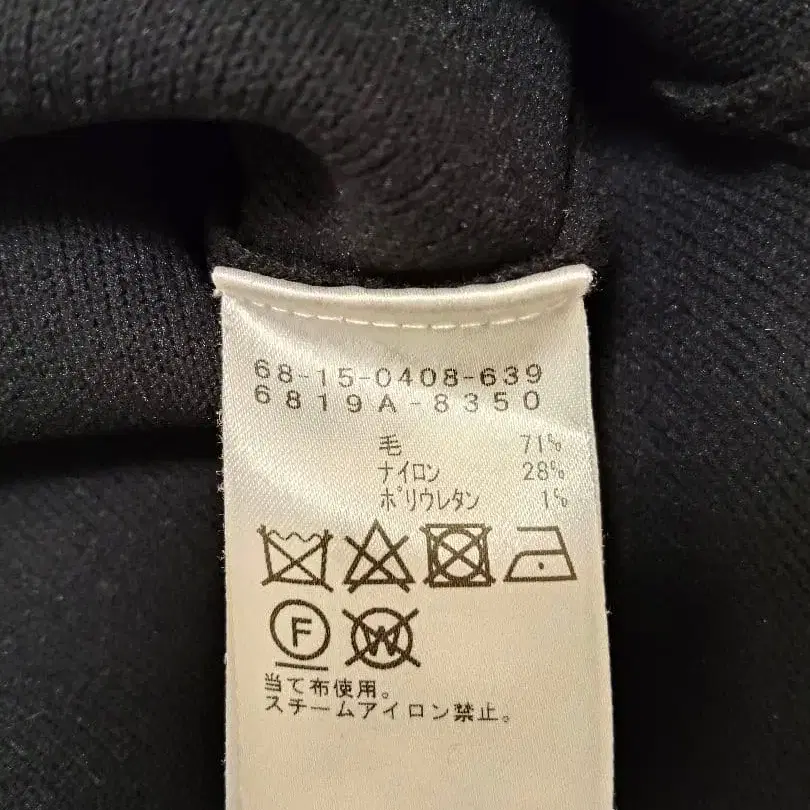 68-15-0408-639
6819A-8350
毛 71%
ナイロン 28%
ポリウレタン 1%
F W
当て布使用。
スチームアイロン禁止。